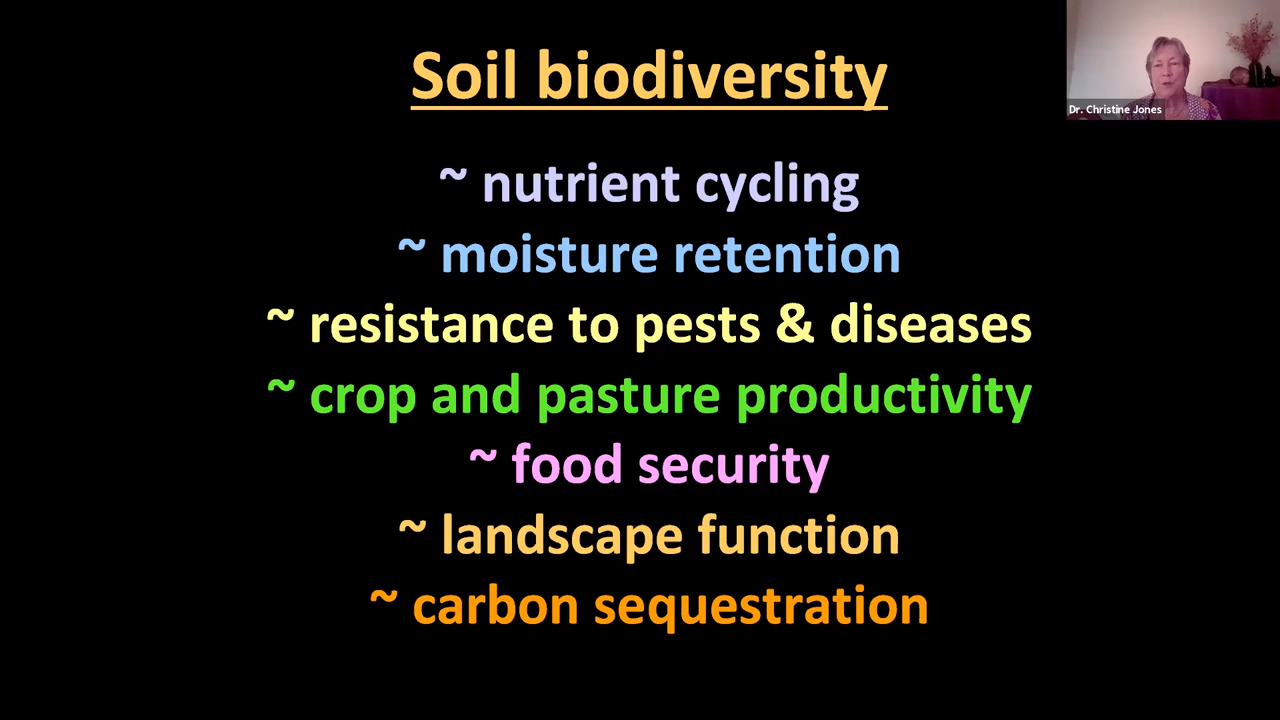 Soil biodiversity
Dr. Christine Jones
~ nutrient cycling
~ moisture retention
~ resistance to pests & diseases
~ crop and pasture productivity
~ food security
~ landscape function
~ carbon sequestration